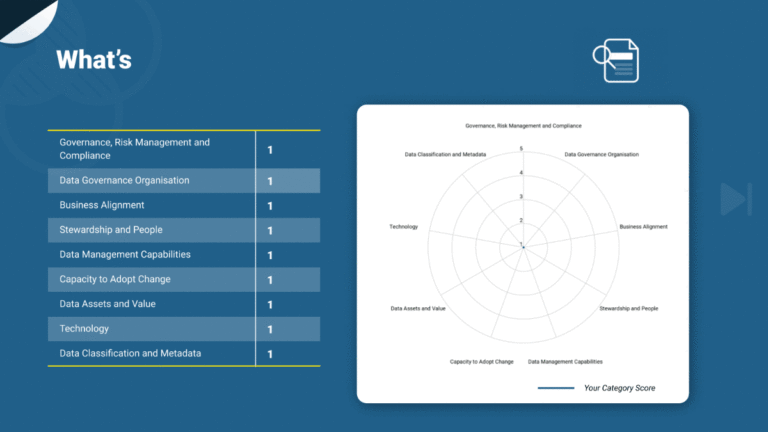 What's
Governance, Risk Management and
Compliance
1
Data Governance Organisation
1
Business Alignment
1
Stewardship and People
1
Data Management Capabilities
1
Capacity to Adopt Change
1
Data Assets and Value
1
Technology
1
Data Classification and Metadata
1
Governance, Risk Management and Compliance
5
Data Classification and Metadata
Data Governance Organisation
4
3
2
Technology
Business Alignment
1
Data Assets and Value
Stewardship and People
Capacity to Adopt Change
Data Management Capabilities
Your Category Score